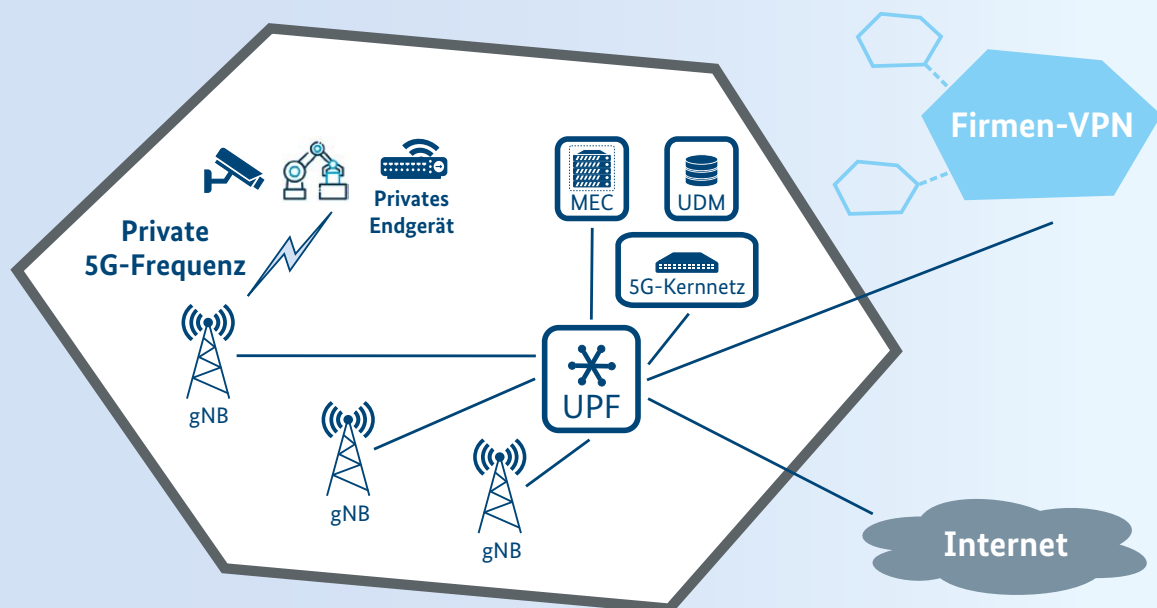 Firmen-VPN
Privates
Endgerät
MEC
UDM
Private
5G-Frequenz
5G-Kernnetz
gNB
UPF
gNB
gNB
Internet